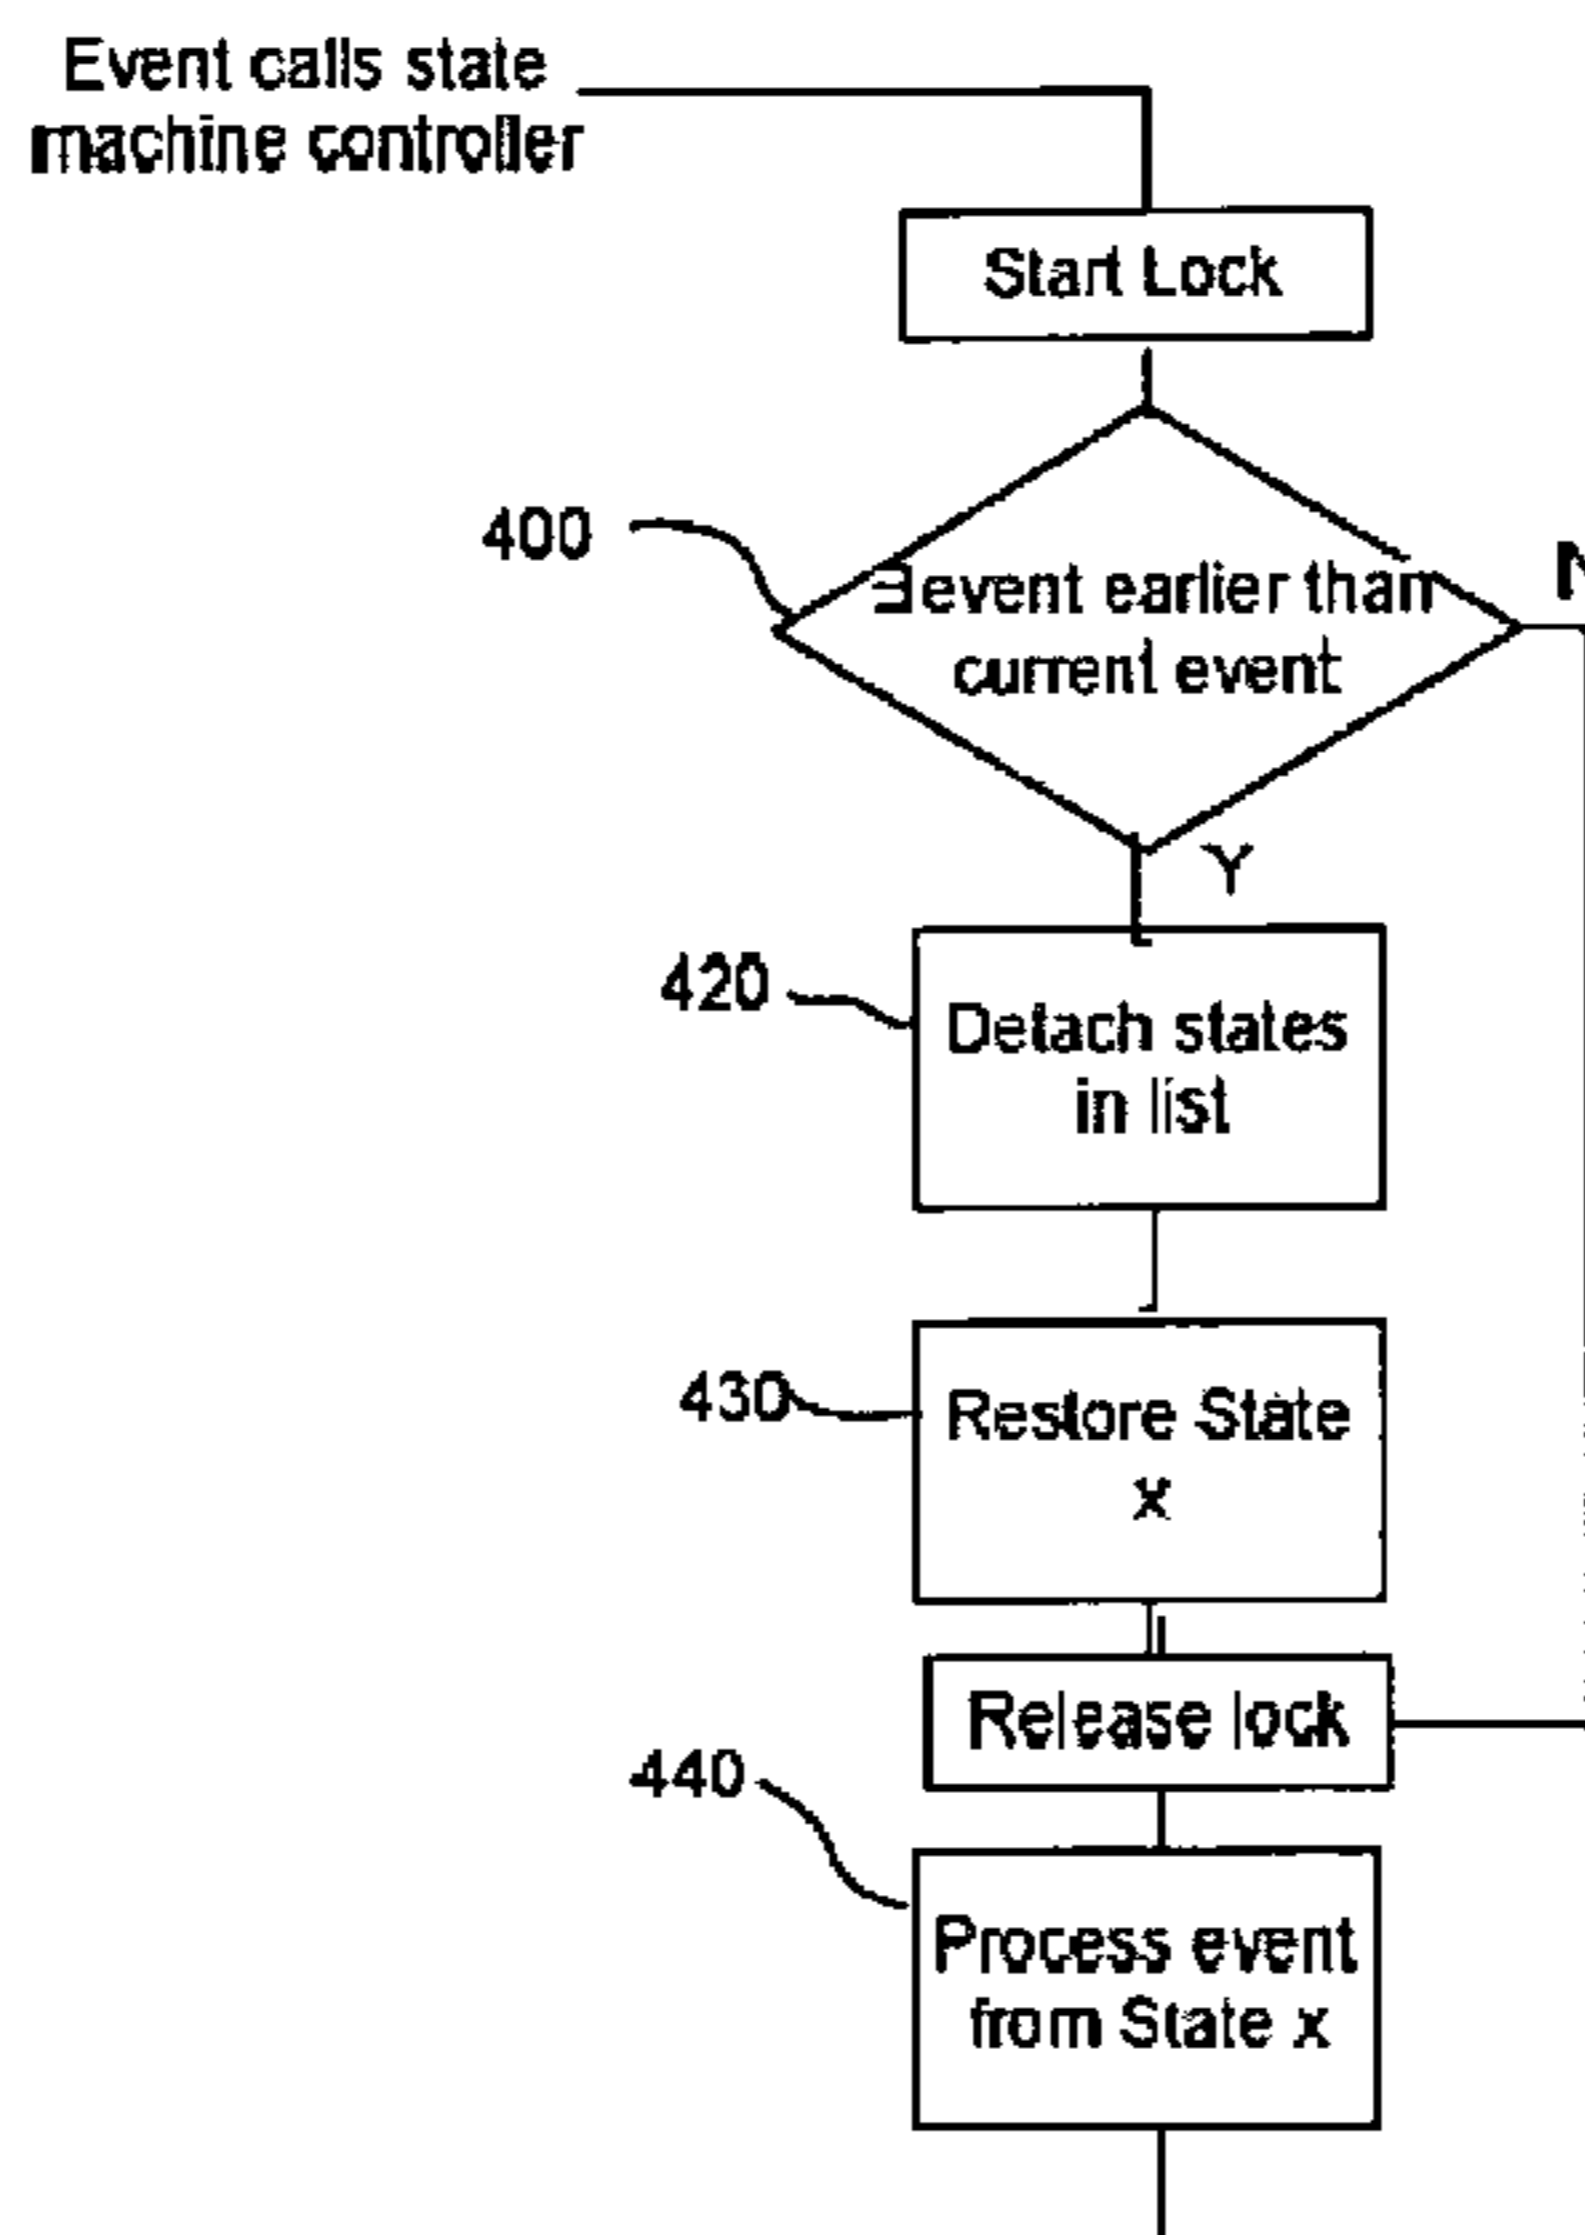 Event calls state
machine controller
Start Lock
400
∃ event earlier than
current event
N
Y
420
Detach states
in list
430
Restore State
x
Release lock
440
Process event
from State x